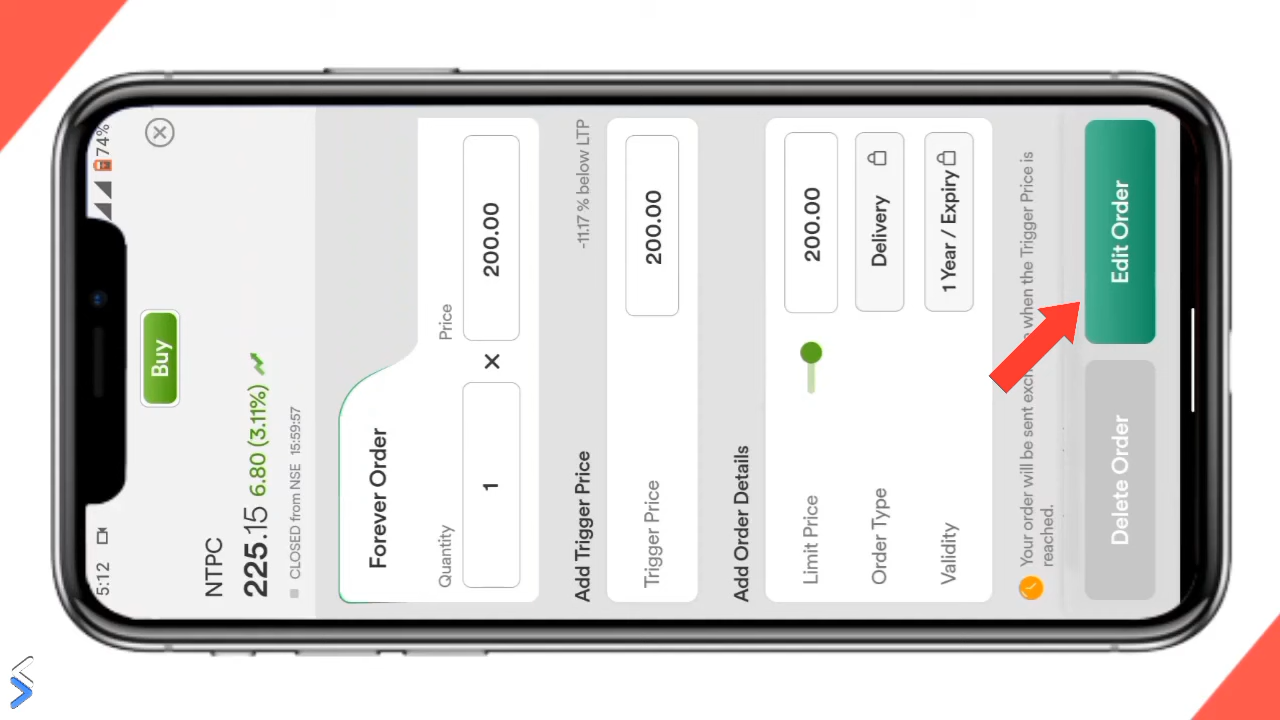 5:12
74%
Buy
NTPC
225.15 6.80 (3.11%)
CLOSED from NSE 15:59:57
Forever Order
Quantity
Price
1
×
200.00
Add Trigger Price
-11.17 % below LTP
Trigger Price
200.00
Add Order Details
Limit Price
200.00
Order Type
Delivery
Validity
1 Year / Expiry
Your order will be sent when the Trigger Price is
reached.
Delete Order
Edit Order